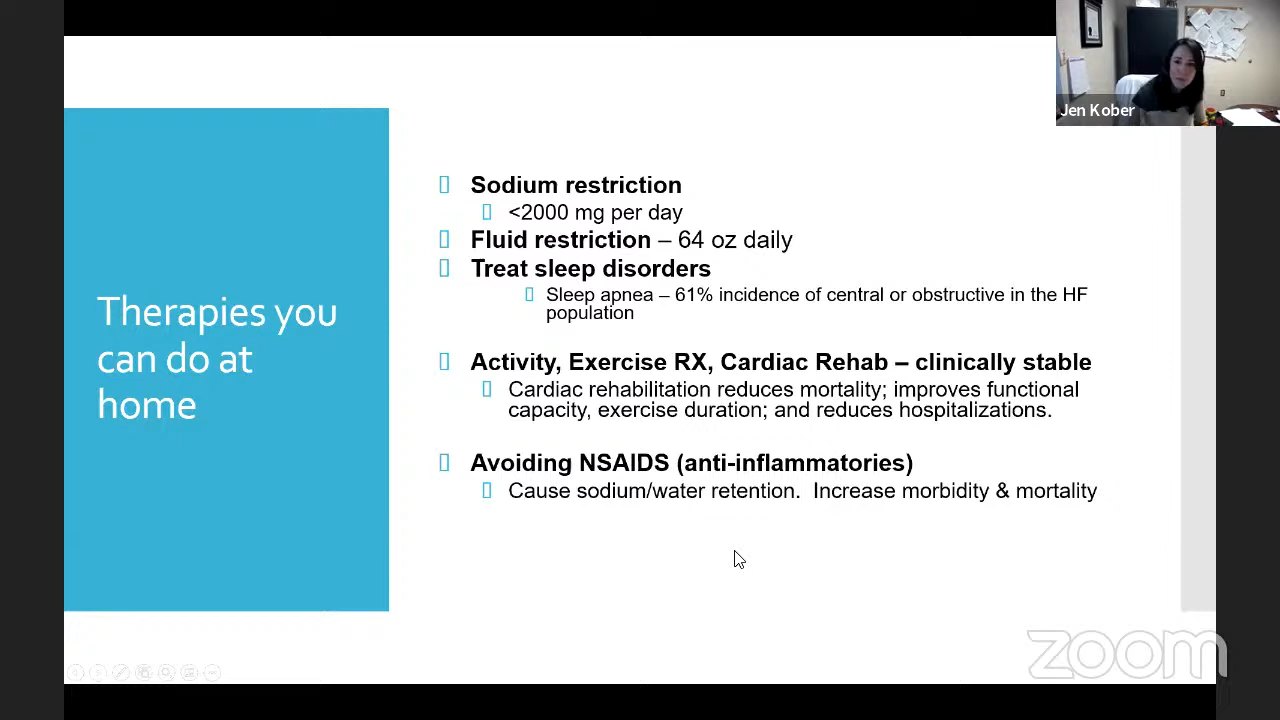 Jen Kober
Therapies you
can do at
home
Sodium restriction
<2000 mg per day
Fluid restriction – 64 oz daily
Treat sleep disorders
Sleep apnea – 61% incidence of central or obstructive in the HF
population
Activity, Exercise RX, Cardiac Rehab – clinically stable
Cardiac rehabilitation reduces mortality; improves functional
capacity, exercise duration; and reduces hospitalizations.
Avoiding NSAIDS (anti-inflammatories)
Cause sodium/water retention.  Increase morbidity & mortality
zoom